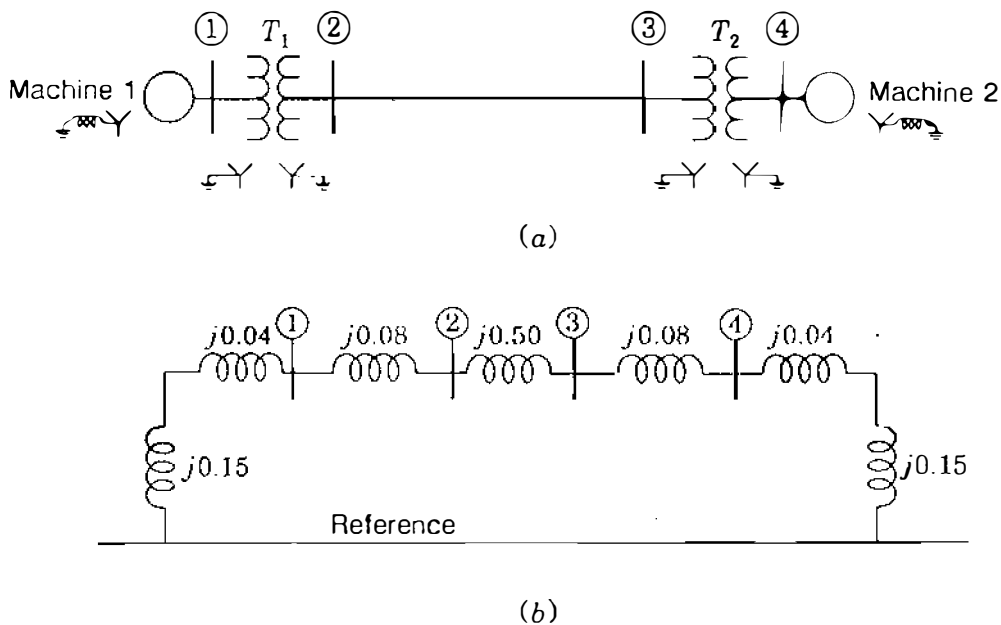 ① T₁ ② ③ T₂ ④
Machine 1 Machine 2
(a)
① ② ③ ④
j0.04 j0.08 j0.50 j0.08 j0.04
j0.15 j0.15
Reference
(b)